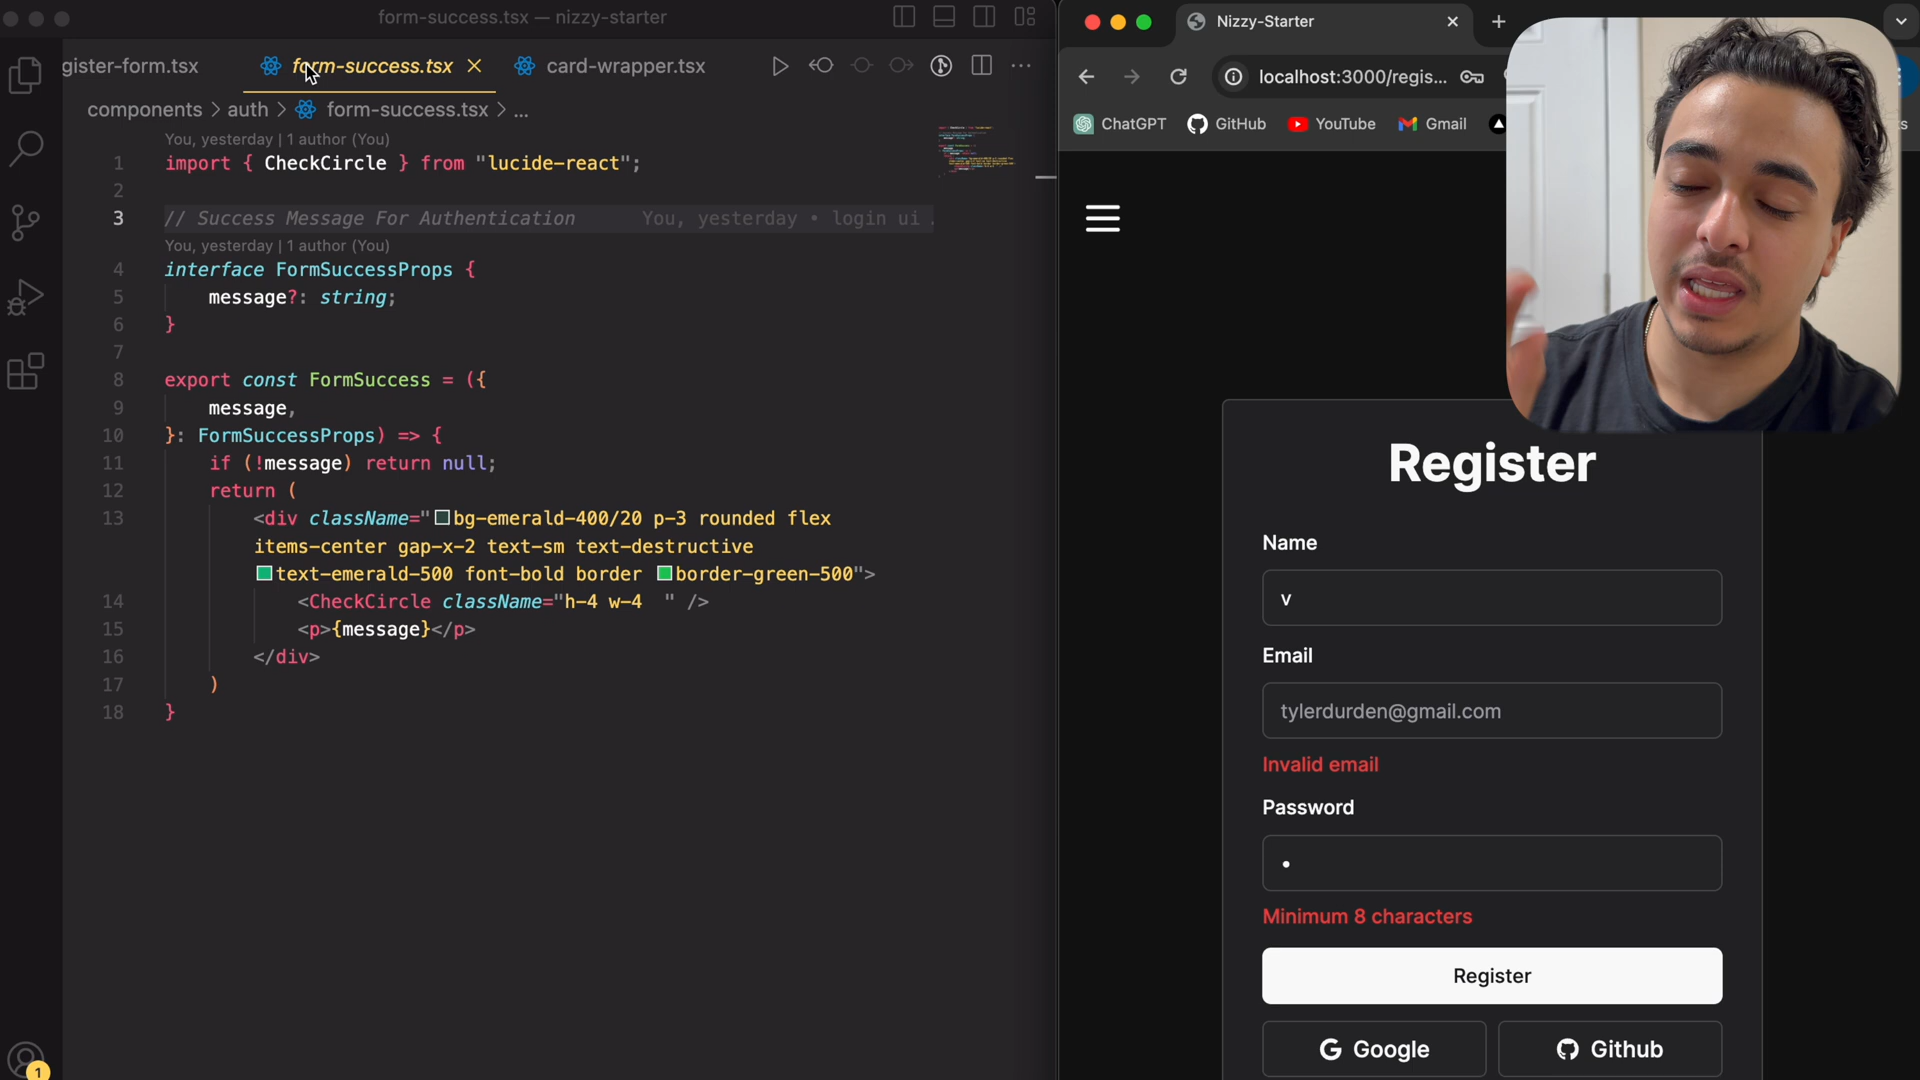 form-success.tsx — nizzy-starter
gister-form.tsx
form-success.tsx
card-wrapper.tsx
components > auth > form-success.tsx > ...
You, yesterday | 1 author (You)
1 import { CheckCircle } from "lucide-react";
2
3 // Success Message For Authentication You, yesterday • login ui .
You, yesterday | 1 author (You)
4 interface FormSuccessProps {
5 message?: string;
6 }
7
8 export const FormSuccess = ({
9 message,
10 }: FormSuccessProps) => {
11 if (!message) return null;
12 return (
13 <div className="bg-emerald-400/20 p-3 rounded flex
items-center gap-x-2 text-sm text-destructive
text-emerald-500 font-bold border border-green-500">
14 <CheckCircle className="h-4 w-4  " />
15 <p>{message}</p>
16 </div>
17 )
18 }
1
Nizzy-Starter
localhost:3000/regis...
ChatGPT
GitHub
YouTube
Gmail
Register
Name
v
Email
tylerdurden@gmail.com
Invalid email
Password
Minimum 8 characters
Register
Google
Github